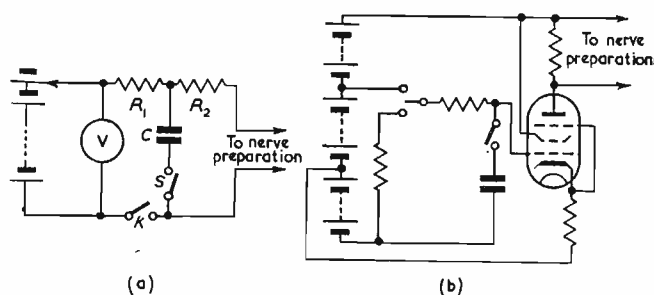 R₁ R₂
V
C
S
K
To nerve
preparation
(a)
To nerve
preparation
(b)